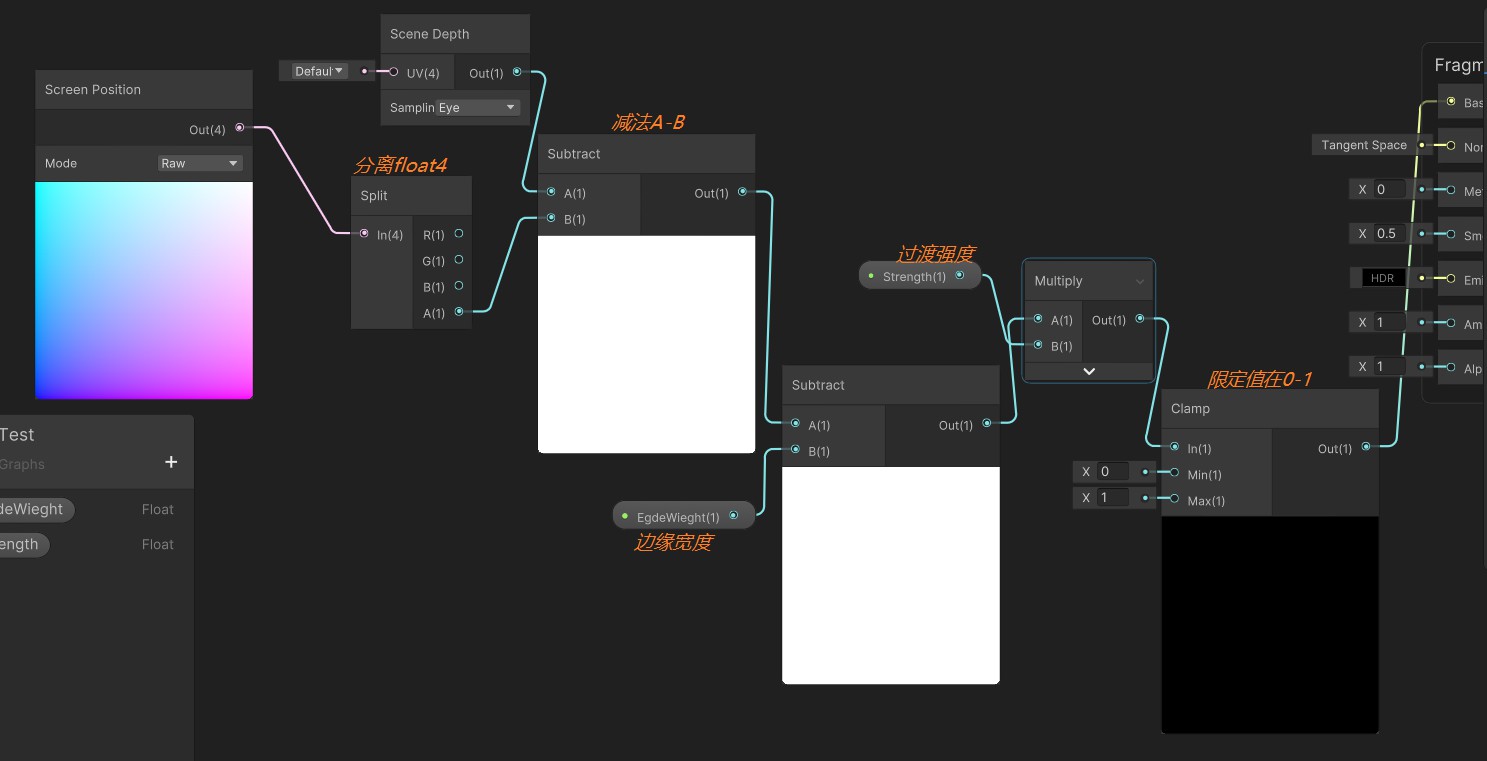 Scene Depth
Defaul
UV(4)
Out(1)
Samplin
Eye
Screen Position
Out(4)
Mode
Raw
分离float4
Split
In(4)
R(1)
G(1)
B(1)
A(1)
减法A-B
Subtract
A(1)
Out(1)
B(1)
Test
Graphs
+
deWieght
Float
ength
Float
Subtract
A(1)
Out(1)
B(1)
EgdeWieght(1)
边缘宽度
过渡强度
Strength(1)
Multiply
A(1)
Out(1)
B(1)
限定值在0-1
Clamp
In(1)
Out(1)
X 0
Min(1)
X 1
Max(1)
Fragm
Bas
Tangent Space
Nor
X 0
Me
X 0.5
Sm
HDR
Emi
X 1
Am
X 1
Alp